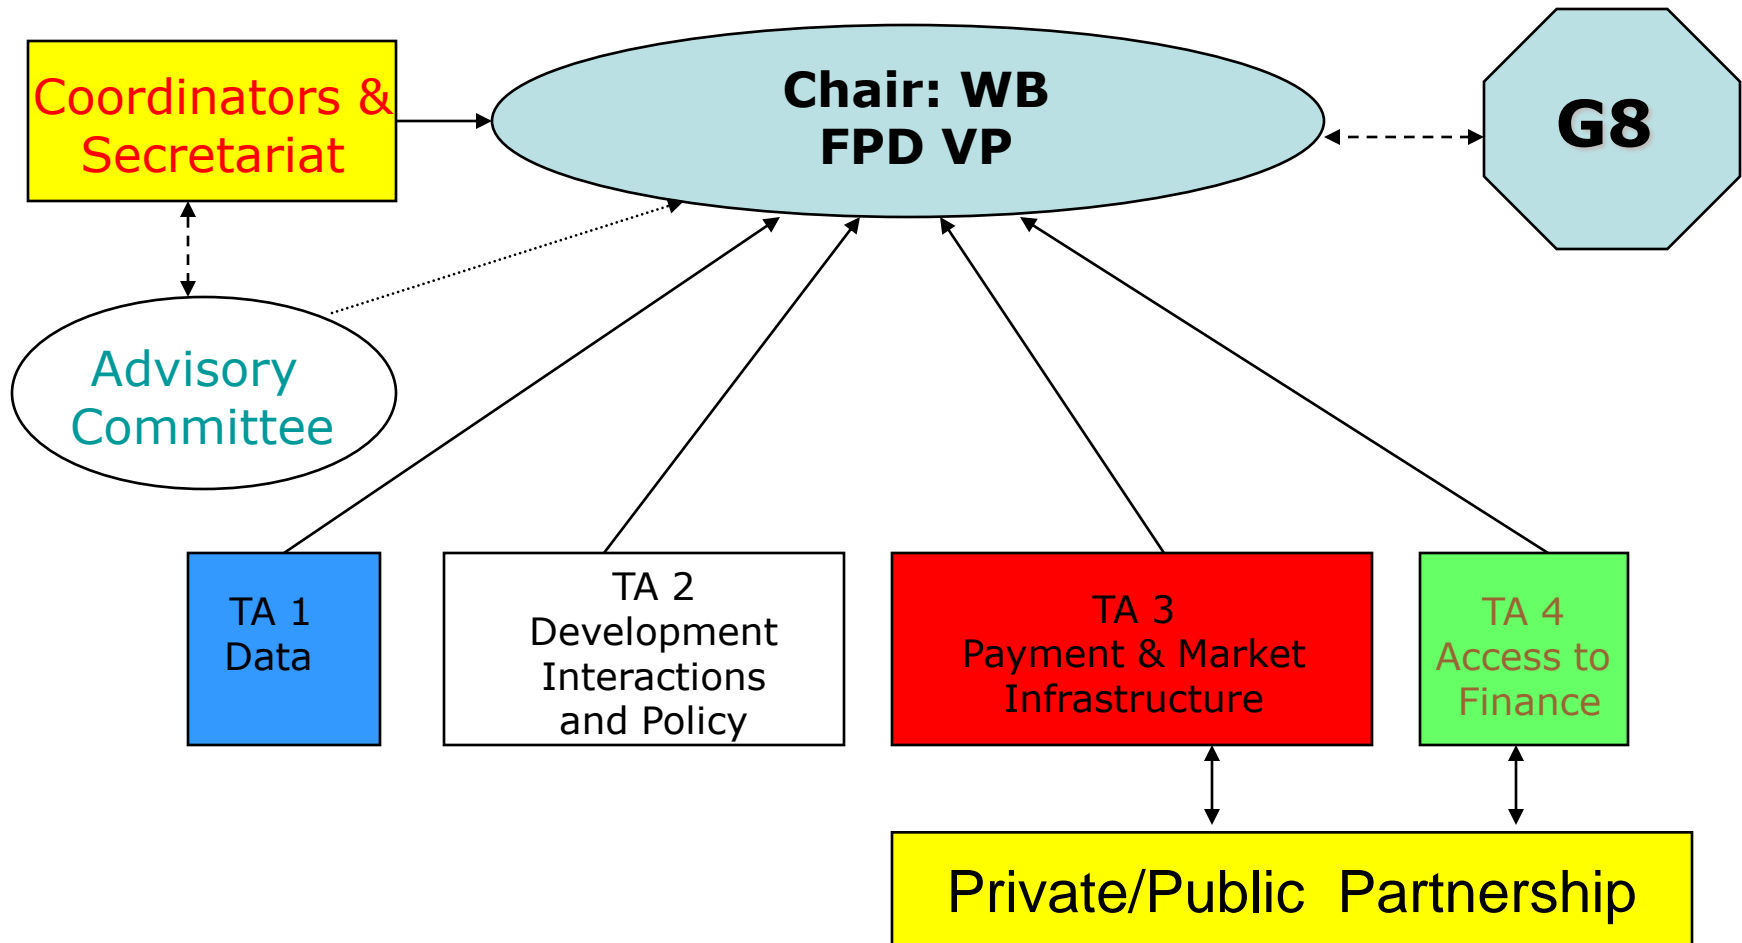 Coordinators &
Secretariat
Chair: WB
FPD VP
G8
Advisory
Committee
TA 1
Data
TA 2
Development
Interactions
and Policy
TA 3
Payment & Market
Infrastructure
TA 4
Access to
Finance
Private/Public Partnership